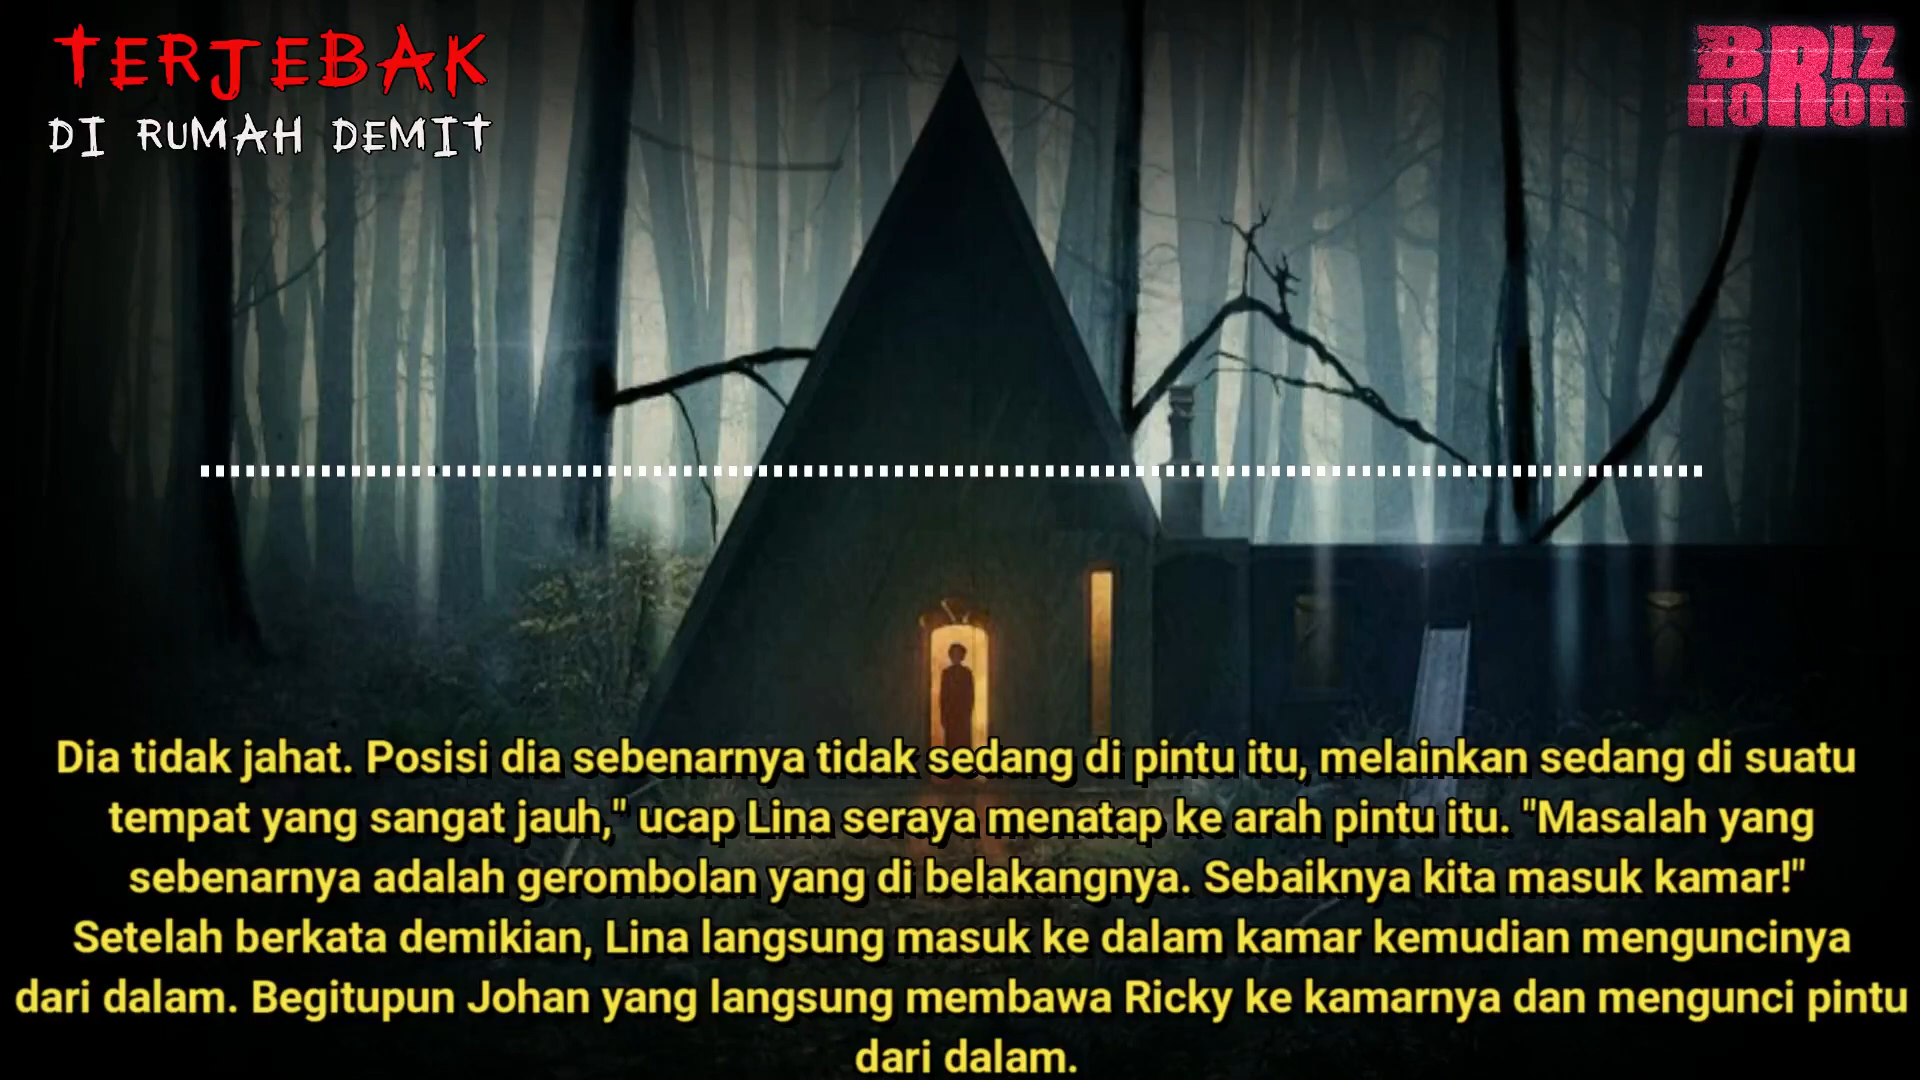 TERJEBAK
DI RUMAH DEMIT
BRIZ
HOROR
Dia tidak jahat. Posisi dia sebenarnya tidak sedang di pintu itu, melainkan sedang di suatu
tempat yang sangat jauh," ucap Lina seraya menatap ke arah pintu itu. "Masalah yang
sebenarnya adalah gerombolan yang di belakangnya. Sebaiknya kita masuk kamar!"
Setelah berkata demikian, Lina langsung masuk ke dalam kamar kemudian menguncinya
dari dalam. Begitupun Johan yang langsung membawa Ricky ke kamarnya dan mengunci pintu
dari dalam.